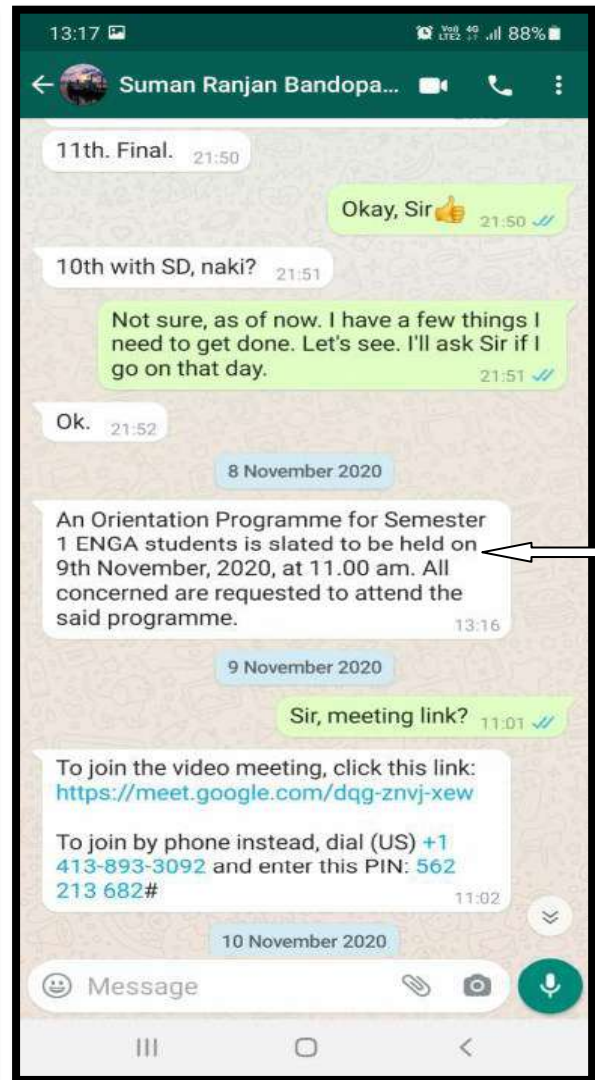 13:17 88%
Suman Ranjan Bandopa...
11th. Final. 21:50
Okay, Sir👍 21:50
10th with SD, naki? 21:51
Not sure, as of now. I have a few things I
need to get done. Let's see. I'll ask Sir if I
go on that day. 21:51
Ok. 21:52
8 November 2020
An Orientation Programme for Semester
1 ENGA students is slated to be held on
9th November, 2020, at 11.00 am. All
concerned are requested to attend the
said programme. 13:16
9 November 2020
Sir, meeting link? 11:01
To join the video meeting, click this link:
https://meet.google.com/dqg-znvj-xew
To join by phone instead, dial (US) +1
413-893-3092 and enter this PIN: 562
213 682# 11:02
10 November 2020
Message